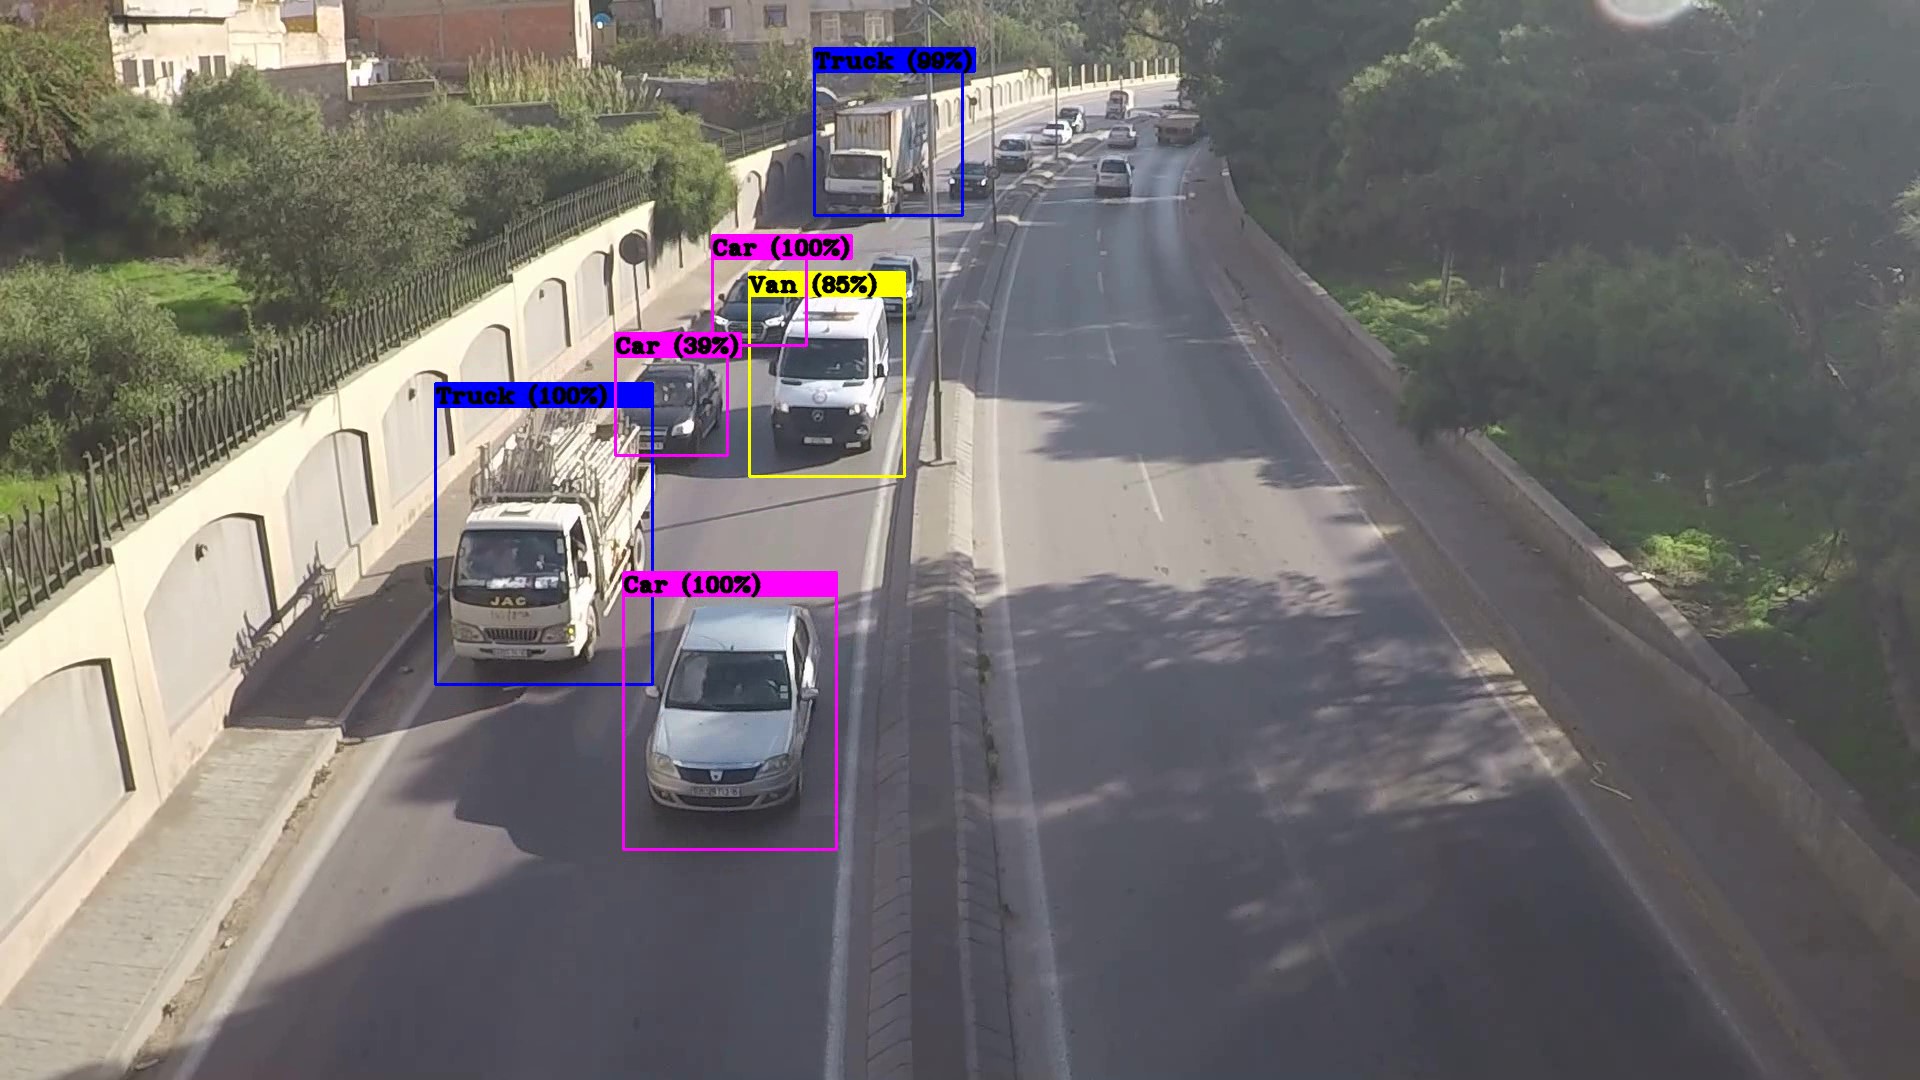 Truck (99%)
Car (100%)
Van (85%)
Car (39%)
Truck (100%)
JAC
Car (100%)